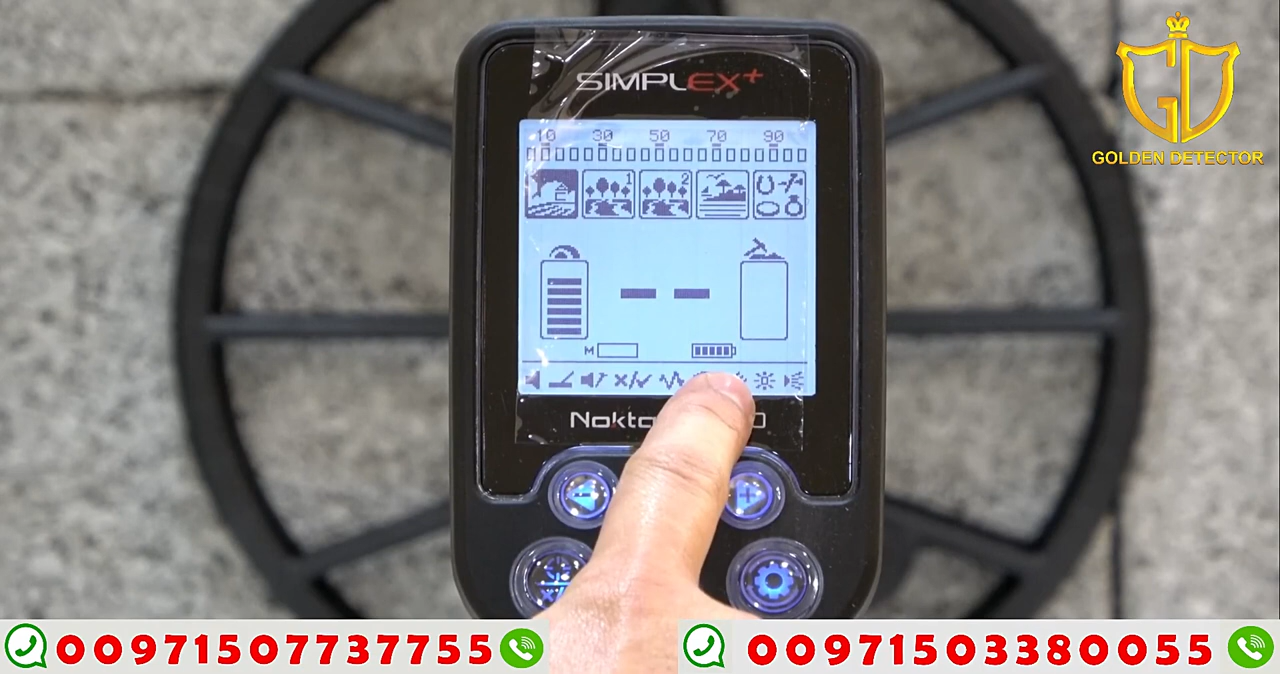 SIMPLEX+
10 30 50 70 90
1 2
M
GOLDEN DETECTOR
00971507737755
00971503380055